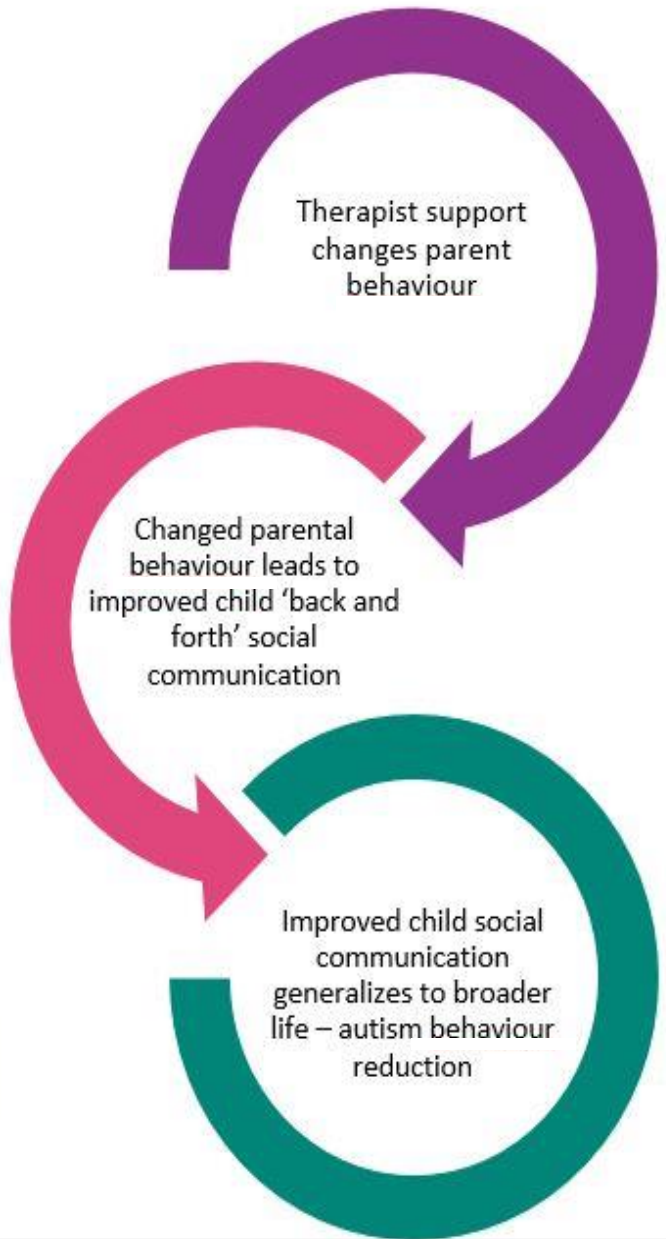 Therapist support
changes parent
behaviour
Changed parental
behaviour leads to
improved child ‘back and
forth’ social
communication
Improved child social
communication
generalizes to broader
life – autism behaviour
reduction